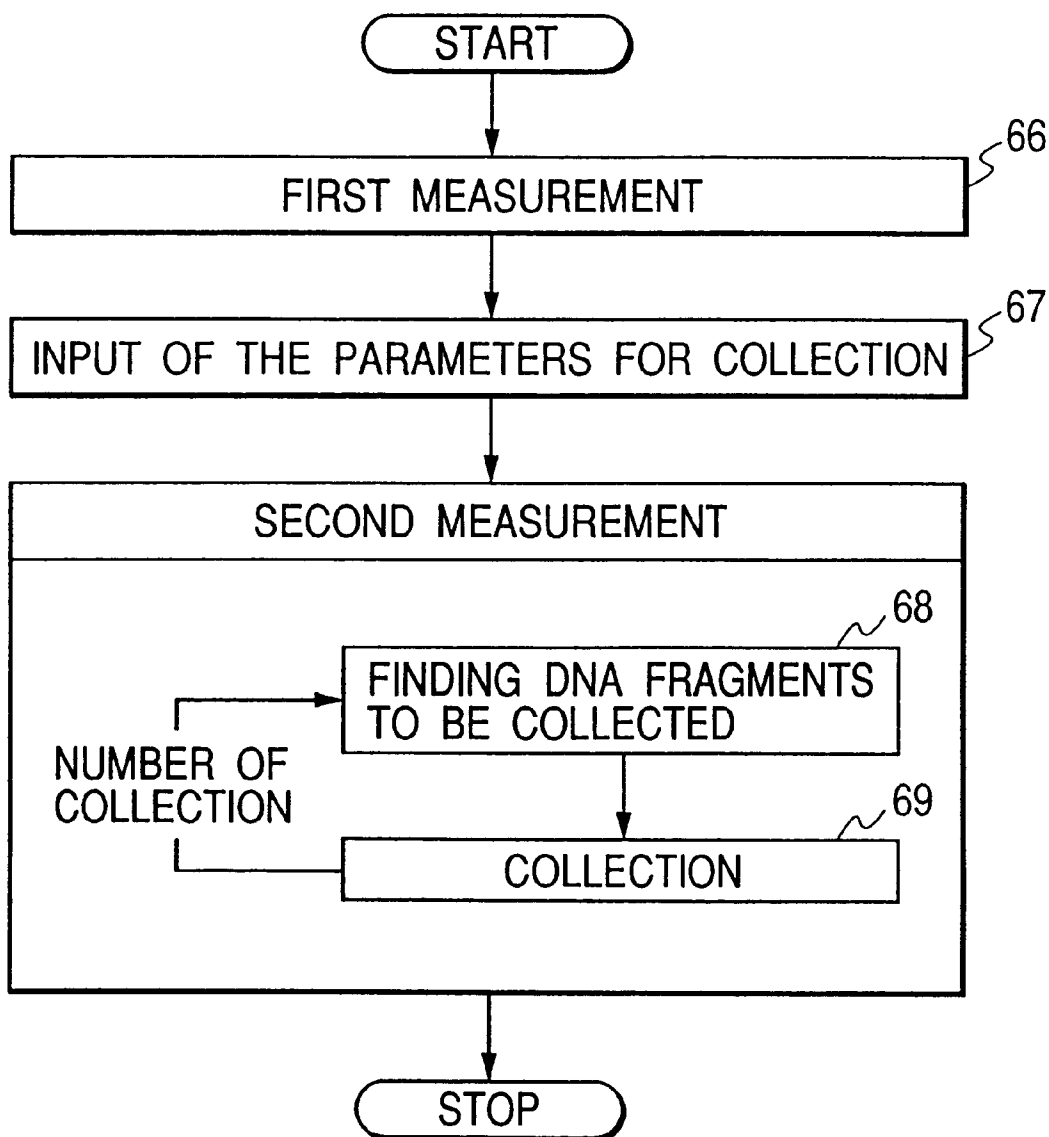 START
66
FIRST MEASUREMENT
67
INPUT OF THE PARAMETERS FOR COLLECTION
SECOND MEASUREMENT
68
FINDING DNA FRAGMENTS
TO BE COLLECTED
NUMBER OF
COLLECTION
69
COLLECTION
STOP